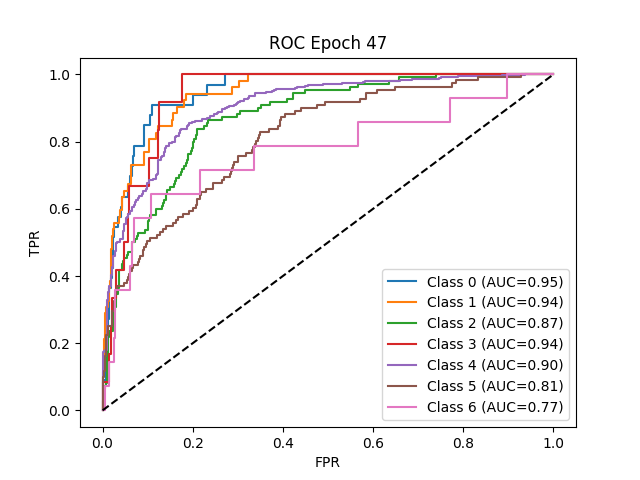 ROC Epoch 47
TPR
1.0
0.8
0.6
0.4
0.2
0.0
Class 0 (AUC=0.95)
Class 1 (AUC=0.94)
Class 2 (AUC=0.87)
Class 3 (AUC=0.94)
Class 4 (AUC=0.90)
Class 5 (AUC=0.81)
Class 6 (AUC=0.77)
0.0 0.2 0.4 0.6 0.8 1.0
FPR